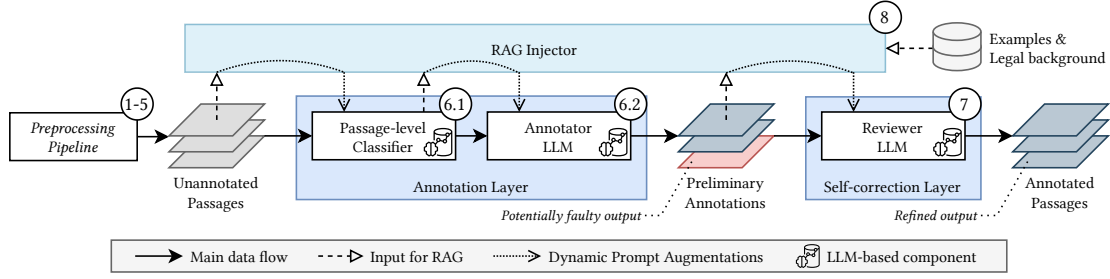 8
RAG Injector
Examples &
Legal background
1-5
6.1
6.2
7
Preprocessing
Pipeline
Passage-level
Classifier
Annotator
LLM
Reviewer
LLM
Unannotated
Passages
Annotation Layer
Preliminary
Annotations
Self-correction Layer
Annotated
Passages
Potentially faulty output
Refined output
Main data flow
Input for RAG
Dynamic Prompt Augmentations
LLM-based component